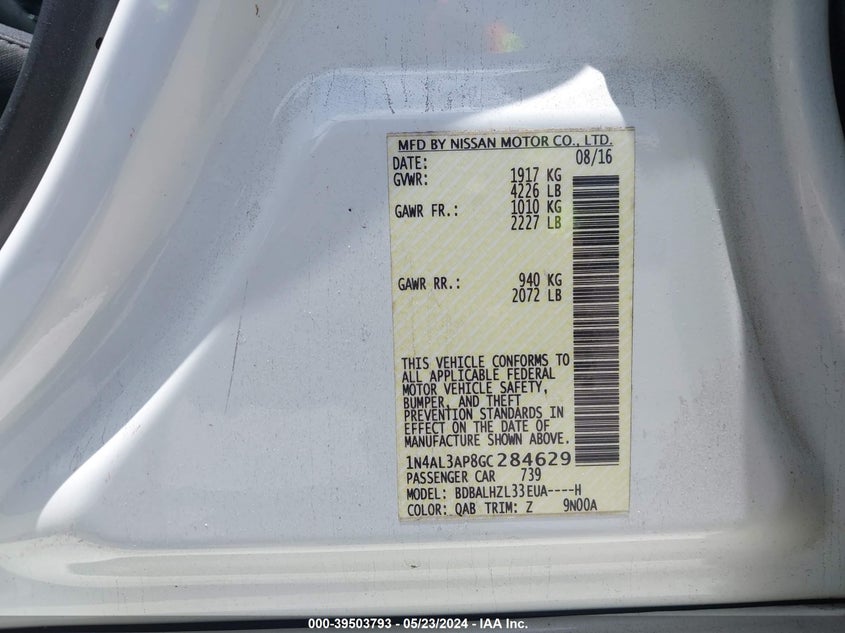 MFD BY NISSAN MOTOR CO., LTD.
DATE: 08/16
GVWR: 1917 KG
4226 LB
GAWR FR.: 1010 KG
2227 LB
GAWR RR.: 940 KG
2072 LB
THIS VEHICLE CONFORMS TO
ALL APPLICABLE FEDERAL
MOTOR VEHICLE SAFETY,
BUMPER, AND THEFT
PREVENTION STANDARDS IN
EFFECT ON THE DATE OF
MANUFACTURE SHOWN ABOVE.
1N4AL3AP8GC284629
PASSENGER CAR 739
MODEL: BDBALHZL33EUA----H
COLOR: QAB TRIM: Z 9N00A
000-39503793 - 05/23/2024 - IAA Inc.